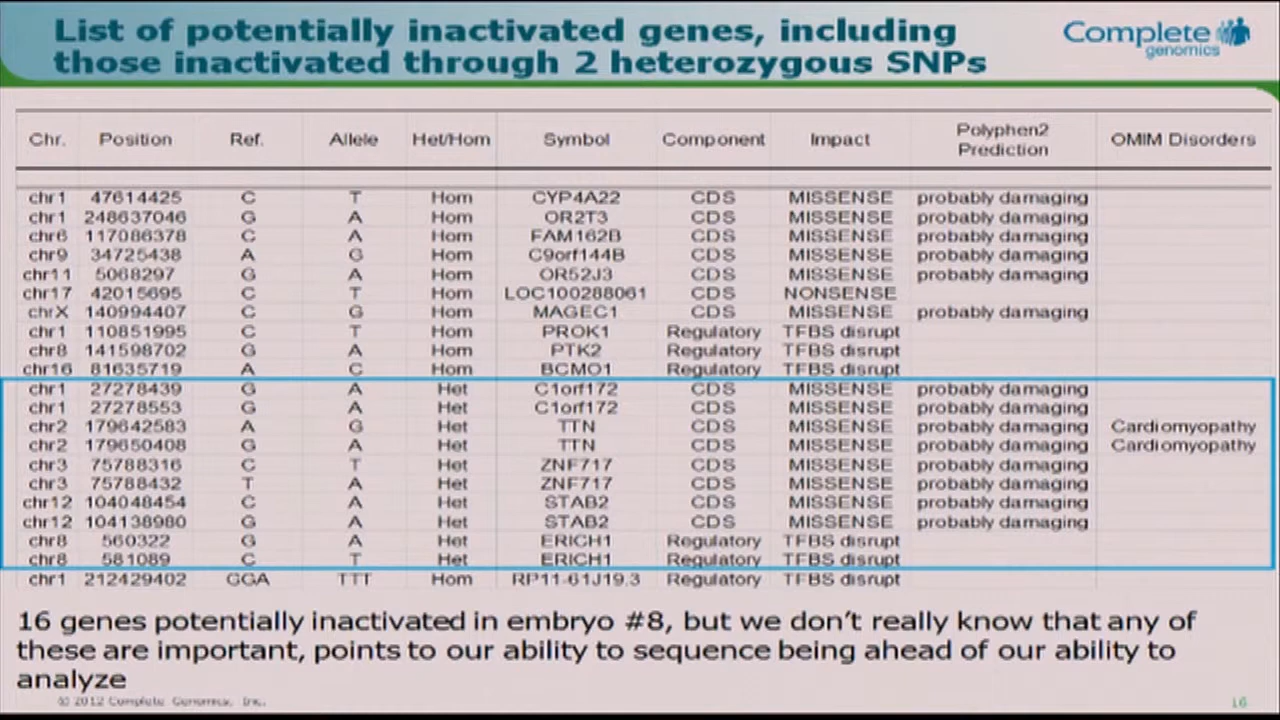 List of potentially inactivated genes, including
those inactivated through 2 heterozygous SNPs
Complete
genomics
Chr. Position Ref. Allele Het/Hom Symbol Component Impact Polyphen2 Prediction OMIM Disorders
chr1 47614425 C T Hom CYP4A22 CDS MISSENSE probably damaging
chr1 248637046 G A Hom OR2T3 CDS MISSENSE probably damaging
chr6 117086378 C A Hom FAM162B CDS MISSENSE probably damaging
chr9 34725438 A G Hom C9orf144B CDS MISSENSE probably damaging
chr11 5068297 G A Hom OR52J3 CDS MISSENSE probably damaging
chr17 42015695 C T Hom LOC100288061 CDS NONSENSE
chrX 140994407 C G Hom MAGEC1 CDS MISSENSE probably damaging
chr1 110851995 C T Hom PROK1 Regulatory TFBS disrupt
chr8 141598702 G A Hom PTK2 Regulatory TFBS disrupt
chr16 81635719 A C Hom BCMO1 Regulatory TFBS disrupt
chr1 27278439 G A Het C1orf172 CDS MISSENSE probably damaging
chr1 27278553 G A Het C1orf172 CDS MISSENSE probably damaging
chr2 179642583 A G Het TTN CDS MISSENSE probably damaging Cardiomyopathy
chr2 179650408 G A Het TTN CDS MISSENSE probably damaging Cardiomyopathy
chr3 75788316 C T Het ZNF717 CDS MISSENSE probably damaging
chr3 75788432 T A Het ZNF717 CDS MISSENSE probably damaging
chr12 104048454 C A Het STAB2 CDS MISSENSE probably damaging
chr12 104138980 G A Het STAB2 CDS MISSENSE probably damaging
chr8 560322 G A Het ERICH1 Regulatory TFBS disrupt
chr8 581089 C T Het ERICH1 Regulatory TFBS disrupt
chr1 212429402 GGA TTT Hom RP11-61J19.3 Regulatory TFBS disrupt
16 genes potentially inactivated in embryo #8, but we don't really know that any of
these are important, points to our ability to sequence being ahead of our ability to
analyze
© 2012 Complete Genomics, Inc.
16